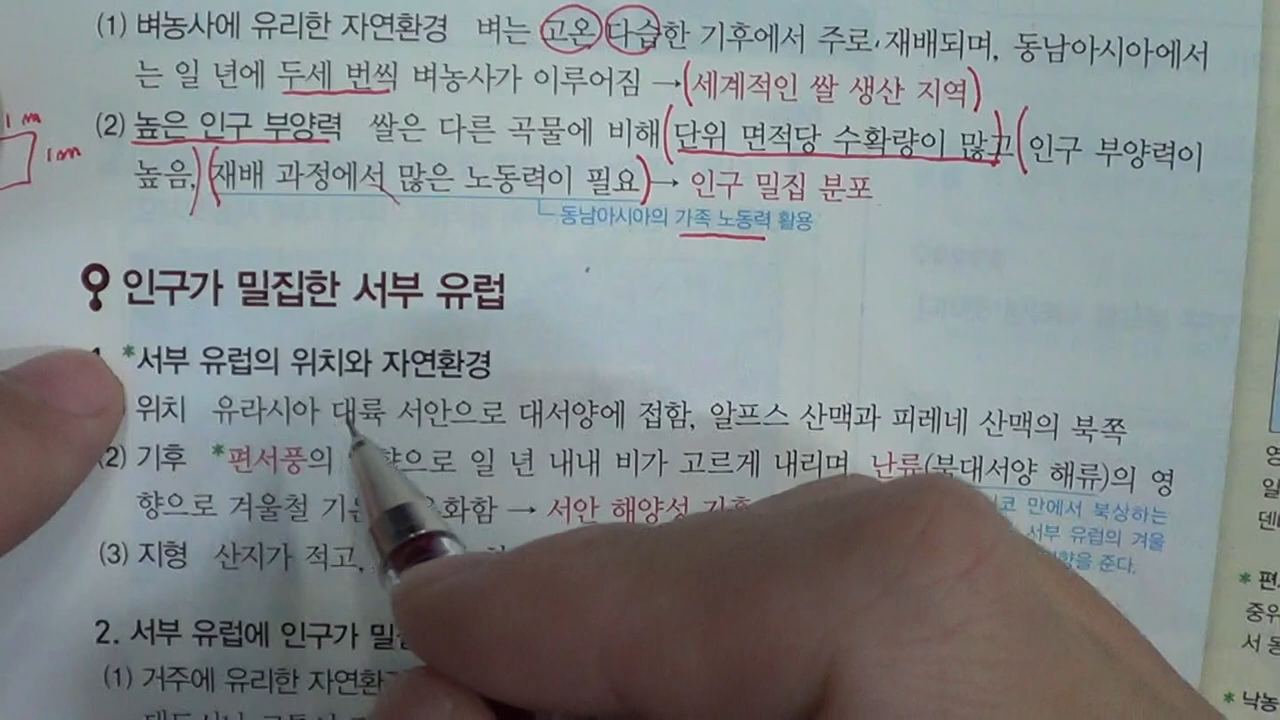 (1) 벼농사에 유리한 자연환경 벼는 고온 다습한 기후에서 주로 재배되며, 동남아시아에서
는 일 년에 두세 번씩 벼농사가 이루어짐 → (세계적인 쌀 생산 지역)
1m
(2) 높은 인구 부양력 쌀은 다른 곡물에 비해 (단위 면적당 수확량이 많고) (인구 부양력이
1m
높음,) (재배 과정에서 많은 노동력이 필요) → 인구 밀집 분포
동남아시아의 가족 노동력 활용
인구가 밀집한 서부 유럽
*서부 유럽의 위치와 자연환경
위치 유라시아 대륙 서안으로 대서양에 접함, 알프스 산맥과 피레네 산맥의 북쪽
(2) 기후 *편서풍의 으로 일 년 내내 비가 고르게 내리며, 난류(북대서양 해류)의 영
향으로 겨울철 화함 → 서안 해양성 기후
만에서 북상하는
서부 유럽의 겨울
을 준다.
(3) 지형 산지가 적고,
2. 서부 유럽에 인구가
(1) 거주에 유리한
* 낙농